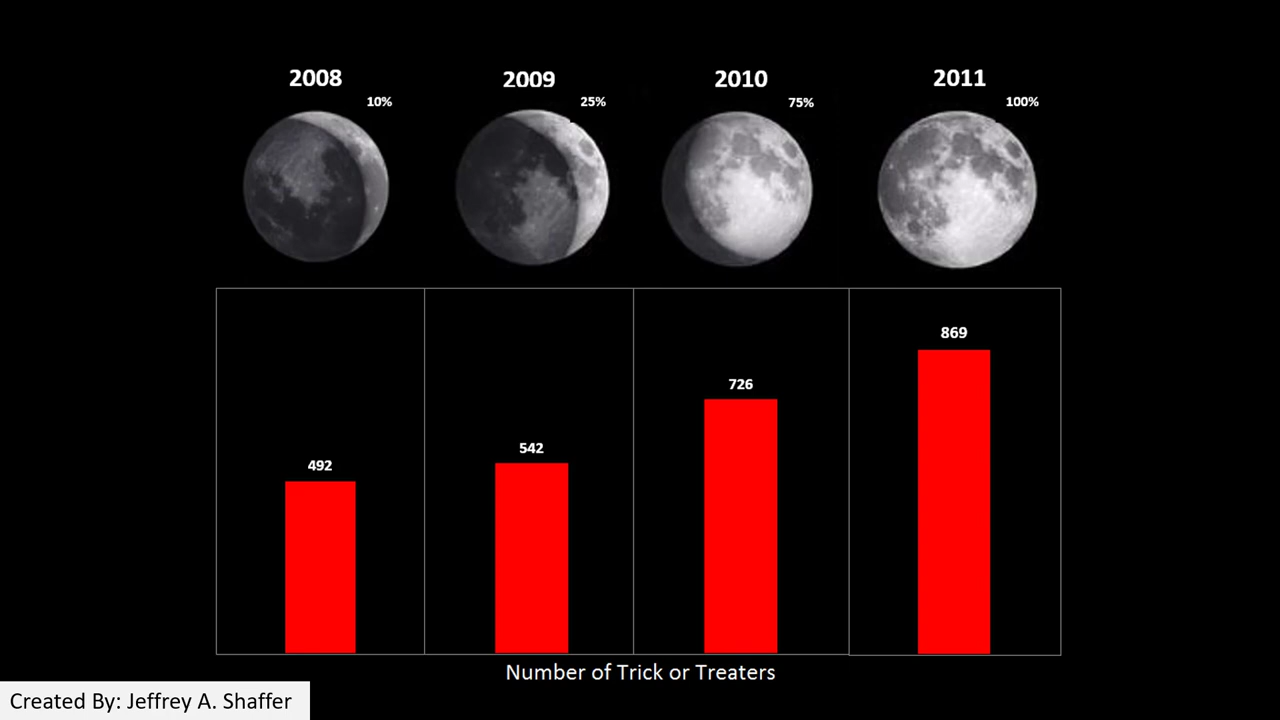 2008 2009 2010 2011
10% 25% 75% 100%
869
726
542
492
Number of Trick or Treaters
Created By: Jeffrey A. Shaffer